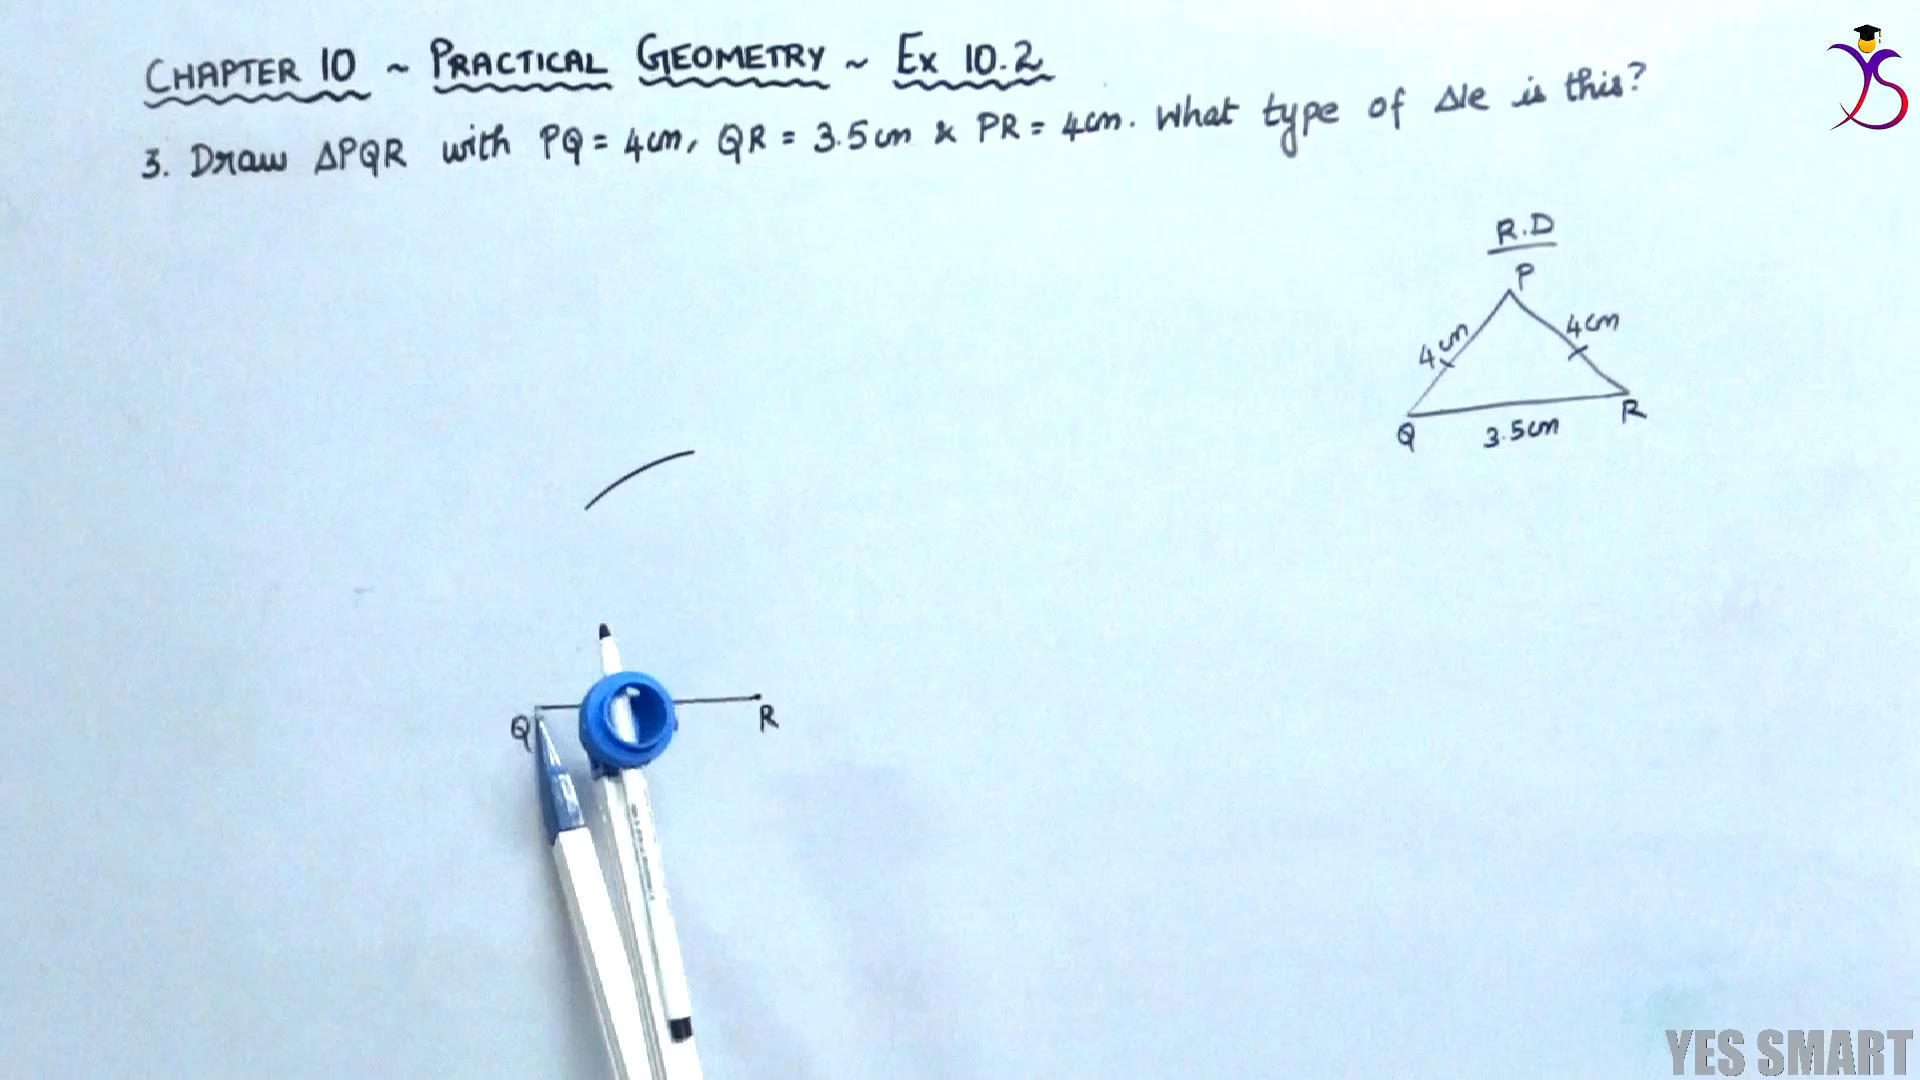 CHAPTER 10 ~ PRACTICAL GEOMETRY ~ Ex 10.2
3. Draw ΔPQR with PQ = 4cm, QR = 3.5cm & PR = 4cm. What type of Δle is this?
R.D
P
4cm 4cm
Q 3.5cm R
Q R
YS
YES SMART